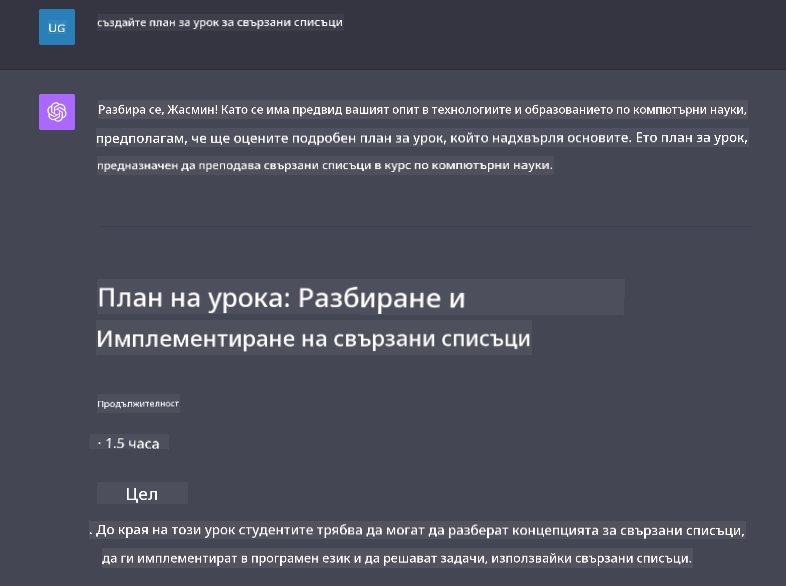 UG
създайте план за урок за свързани списъци
Разбира се, Жасмин! Като се има предвид вашият опит в технологиите и образованието по компютърни науки,
предполагам, че ще оцените подробен план за урок, който надхвърля основите. Ето план за урок,
предназначен да преподава свързани списъци в курс по компютърни науки.
План на урока: Разбиране и
Имплементиране на свързани списъци
Продължителност
· 1.5 часа
Цел
. До края на този урок студентите трябва да могат да разберат концепцията за свързани списъци,
да ги имплементират в програмен език и да решават задачи, използвайки свързани списъци.